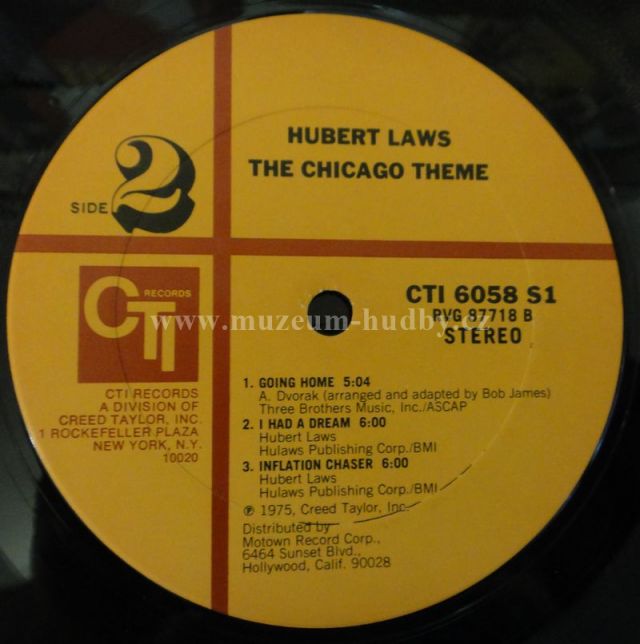 HUBERT LAWS
THE CHICAGO THEME
SIDE 2
CTI RECORDS
CTI 6058 S1
RVG 87718 B
STEREO
www.muzeum-hudby.cz
CTI RECORDS
A DIVISION OF
CREED TAYLOR, INC.
1 ROCKEFELLER PLAZA
NEW YORK, N.Y.
10020
1. GOING HOME 5:04
A. Dvorak (arranged and adapted by Bob James)
Three Brothers Music, Inc./ASCAP
2. I HAD A DREAM 6:00
Hubert Laws
Hulaws Publishing Corp./BMI
3. INFLATION CHASER 6:00
Hubert Laws
Hulaws Publishing Corp./BMI
℗ 1975, Creed Taylor, Inc.
Distributed by
Motown Record Corp.,
6464 Sunset Blvd.,
Hollywood, Calif. 90028